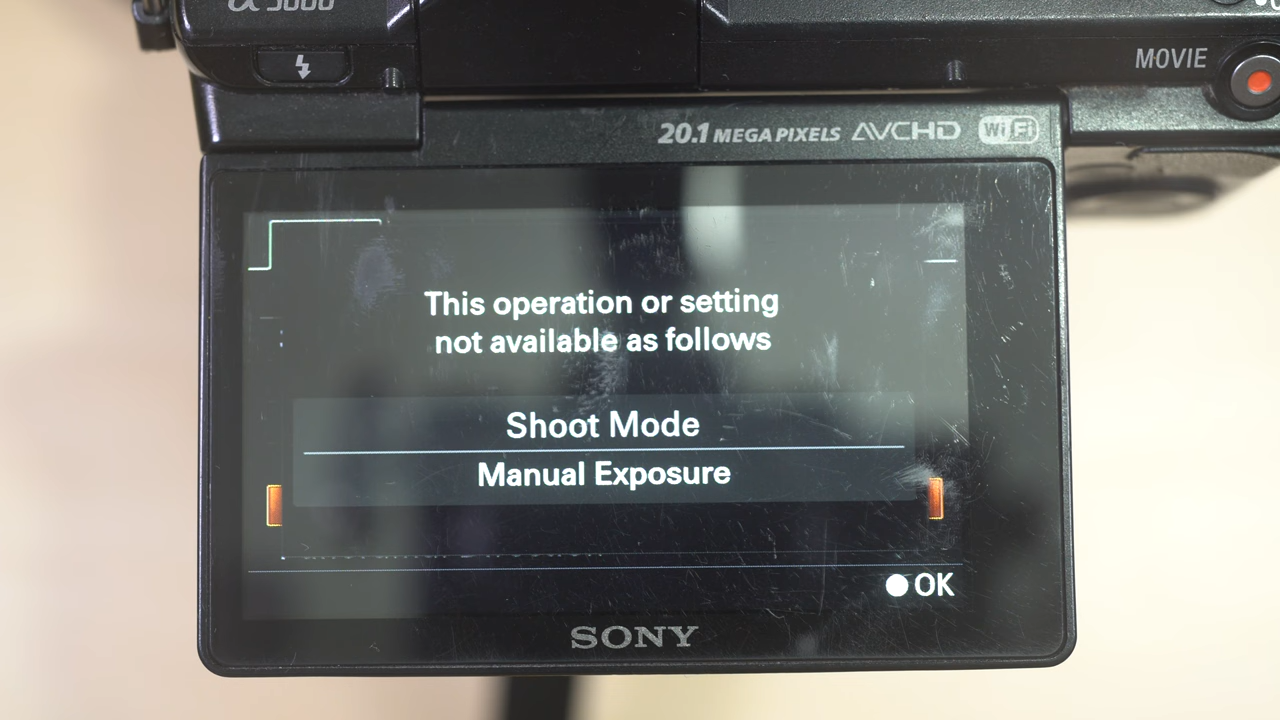 MOVIE
20.1 MEGA PIXELS AVCHD Wi Fi
This operation or setting
not available as follows
Shoot Mode
Manual Exposure
OK
SONY